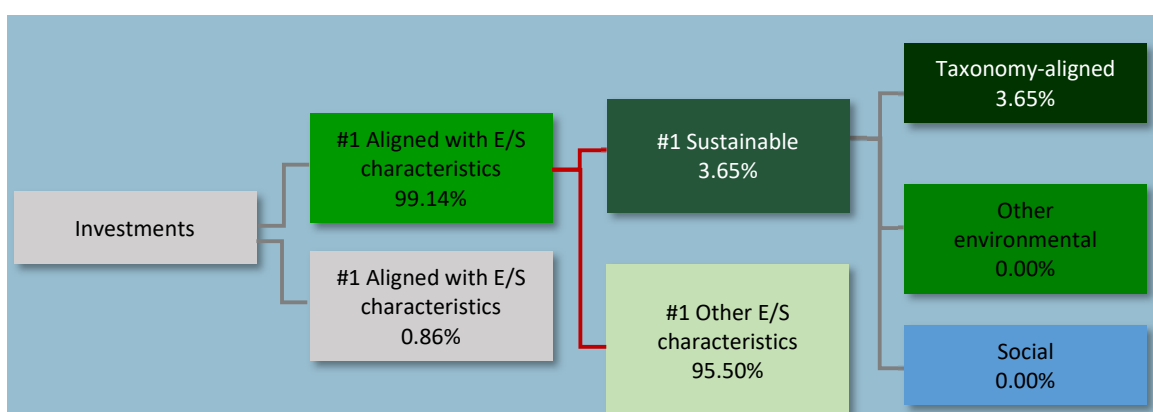 Investments
#1 Aligned with E/S
characteristics
99.14%
#1 Aligned with E/S
characteristics
0.86%
#1 Sustainable
3.65%
#1 Other E/S
characteristics
95.50%
Taxonomy-aligned
3.65%
Other
environmental
0.00%
Social
0.00%